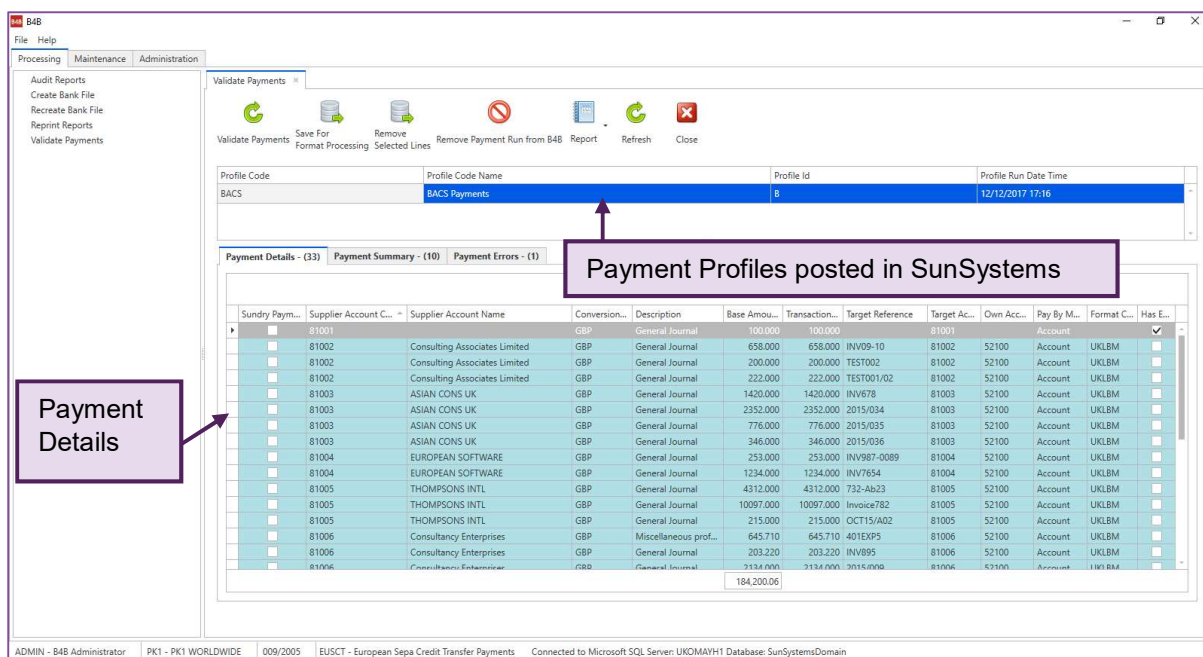 B4B B4B
File Help
Processing Maintenance Administration
Audit Reports
Create Bank File
Recreate Bank File
Reprint Reports
Validate Payments
Validate Payments ×
Validate Payments
Save For
Format Processing
Remove
Selected Lines
Remove Payment Run from B4B
Report
Refresh
Close
Profile Code Profile Code Name Profile Id Profile Run Date Time
BACS BACS Payments B 12/12/2017 17:16
Payment Details - (33) Payment Summary - (10) Payment Errors - (1)
Payment Profiles posted in SunSystems
Sundry Paym... Supplier Account C... Supplier Account Name Conversion... Description Base Amou... Transaction... Target Reference Target Ac... Own Acc... Pay By M... Format C... Has E...
81001 GBP General Journal 100.000 100.000 81001 Account
81002 Consulting Associates Limited GBP General Journal 658.000 658.000 INV09-10 81002 52100 Account UKLBM
81002 Consulting Associates Limited GBP General Journal 200.000 200.000 TEST002 81002 52100 Account UKLBM
81002 Consulting Associates Limited GBP General Journal 222.000 222.000 TEST001/02 81002 52100 Account UKLBM
81003 ASIAN CONS UK GBP General Journal 1420.000 1420.000 INV678 81003 52100 Account UKLBM
81003 ASIAN CONS UK GBP General Journal 2352.000 2352.000 2015/034 81003 52100 Account UKLBM
81003 ASIAN CONS UK GBP General Journal 776.000 776.000 2015/035 81003 52100 Account UKLBM
81003 ASIAN CONS UK GBP General Journal 346.000 346.000 2015/036 81003 52100 Account UKLBM
81004 EUROPEAN SOFTWARE GBP General Journal 253.000 253.000 INV987-0089 81004 52100 Account UKLBM
81004 EUROPEAN SOFTWARE GBP General Journal 1234.000 1234.000 INV7654 81004 52100 Account UKLBM
81005 THOMPSONS INTL GBP General Journal 4312.000 4312.000 732-Ab23 81005 52100 Account UKLBM
81005 THOMPSONS INTL GBP General Journal 10097.000 10097.000 Invoice782 81005 52100 Account UKLBM
81005 THOMPSONS INTL GBP General Journal 215.000 215.000 OCT15/A02 81005 52100 Account UKLBM
81006 Consultancy Enterprises GBP Miscellaneous prof... 645.710 645.710 401EXP5 81006 52100 Account UKLBM
81006 Consultancy Enterprises GBP General Journal 203.220 203.220 INV895 81006 52100 Account UKLBM
81006 Consultancy Enterprises GBP General Journal 2134.000 2134.000 2015/009 81006 52100 Account UKLBM
184,200.06
Payment
Details
ADMIN - B4B Administrator PK1 - PK1 WORLDWIDE 009/2005 EUSCT - European Sepa Credit Transfer Payments Connected to Microsoft SQL Server: UKOMAYH1 Database: SunSystemsDomain